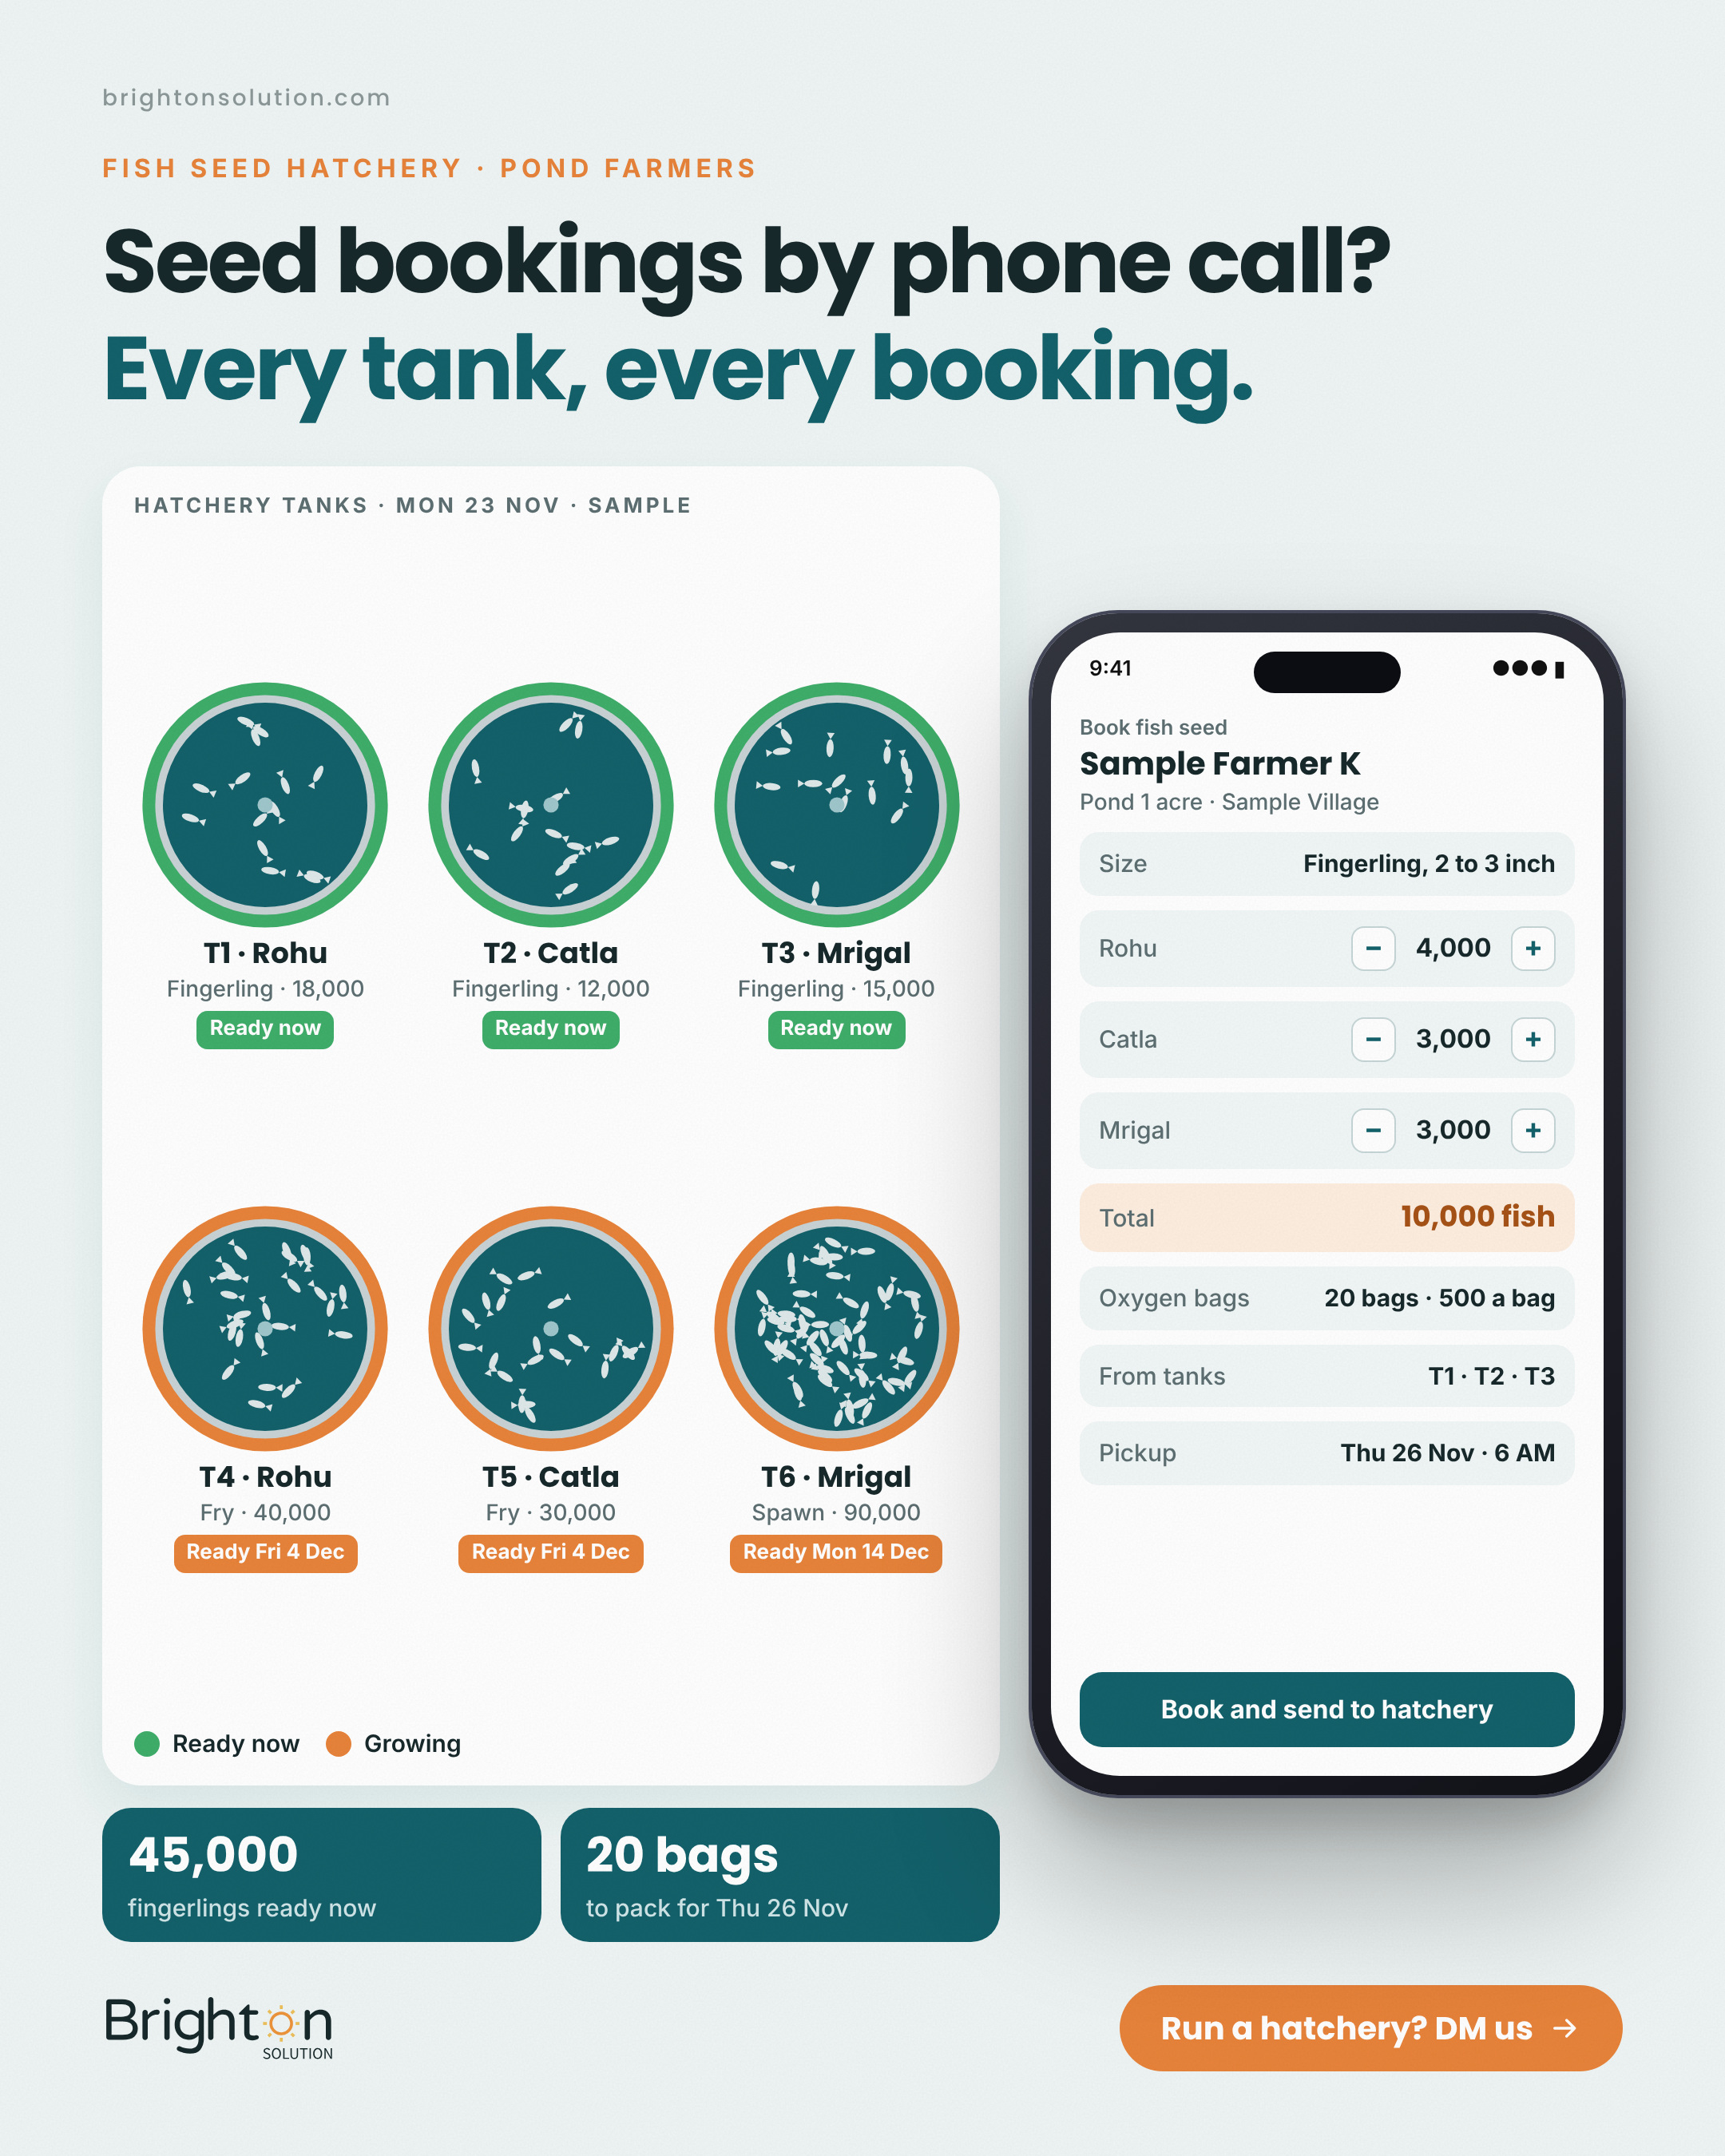 brightonsolution.com
FISH SEED HATCHERY · POND FARMERS
Seed bookings by phone call?
Every tank, every booking.
HATCHERY TANKS · MON 23 NOV · SAMPLE
T1 · Rohu
Fingerling · 18,000
Ready now
T2 · Catla
Fingerling · 12,000
Ready now
T3 · Mrigal
Fingerling · 15,000
Ready now
T4 · Rohu
Fry · 40,000
Ready Fri 4 Dec
T5 · Catla
Fry · 30,000
Ready Fri 4 Dec
T6 · Mrigal
Spawn · 90,000
Ready Mon 14 Dec
Ready now
Growing
9:41
Book fish seed
Sample Farmer K
Pond 1 acre · Sample Village
Size Fingerling, 2 to 3 inch
Rohu − 4,000 +
Catla − 3,000 +
Mrigal − 3,000 +
Total 10,000 fish
Oxygen bags 20 bags · 500 a bag
From tanks T1 · T2 · T3
Pickup Thu 26 Nov · 6 AM
Book and send to hatchery
45,000
fingerlings ready now
20 bags
to pack for Thu 26 Nov
Brighton
SOLUTION
Run a hatchery? DM us →